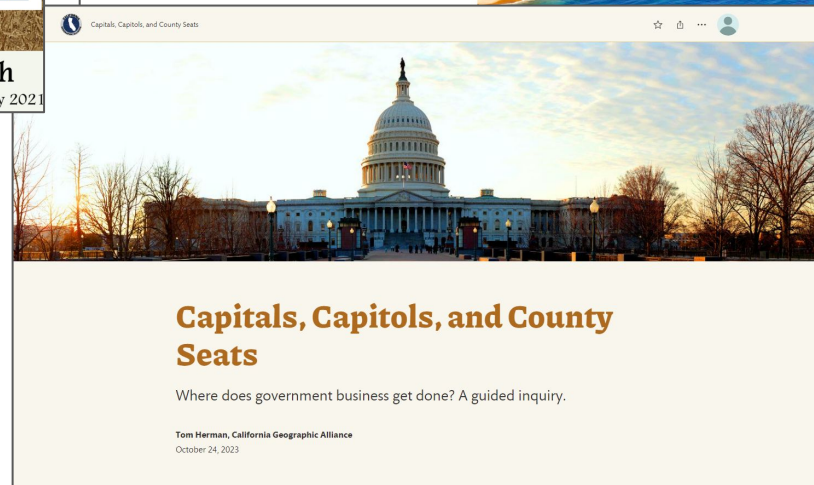 h
y 2021
Capitals, Capitols, and County Seats
Capitals, Capitols, and County
Seats
Where does government business get done? A guided inquiry.
Tom Herman, California Geographic Alliance
October 24, 2023